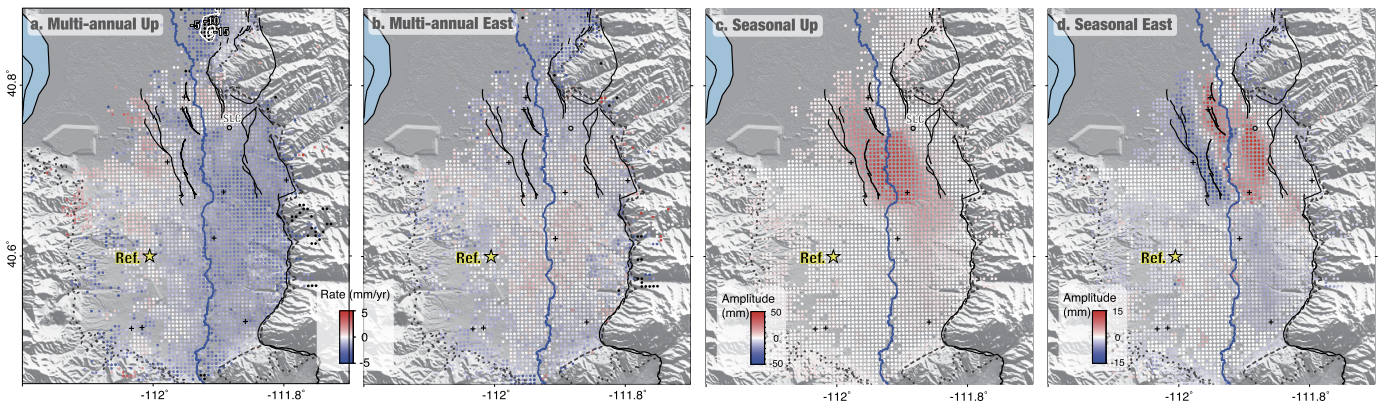 a. Multi-annual Up
b. Multi-annual East
c. Seasonal Up
d. Seasonal East
-5
-10
-15
40.8˚
SLC
SLC
40.6˚
Ref.
Ref.
Ref.
Ref.
Rate (mm/yr)
5
0
-5
Amplitude
(mm)
50
0
-50
Amplitude
(mm)
15
0
-15
-112˚
-111.8˚
-112˚
-111.8˚
-112˚
-111.8˚
-112˚
-111.8˚